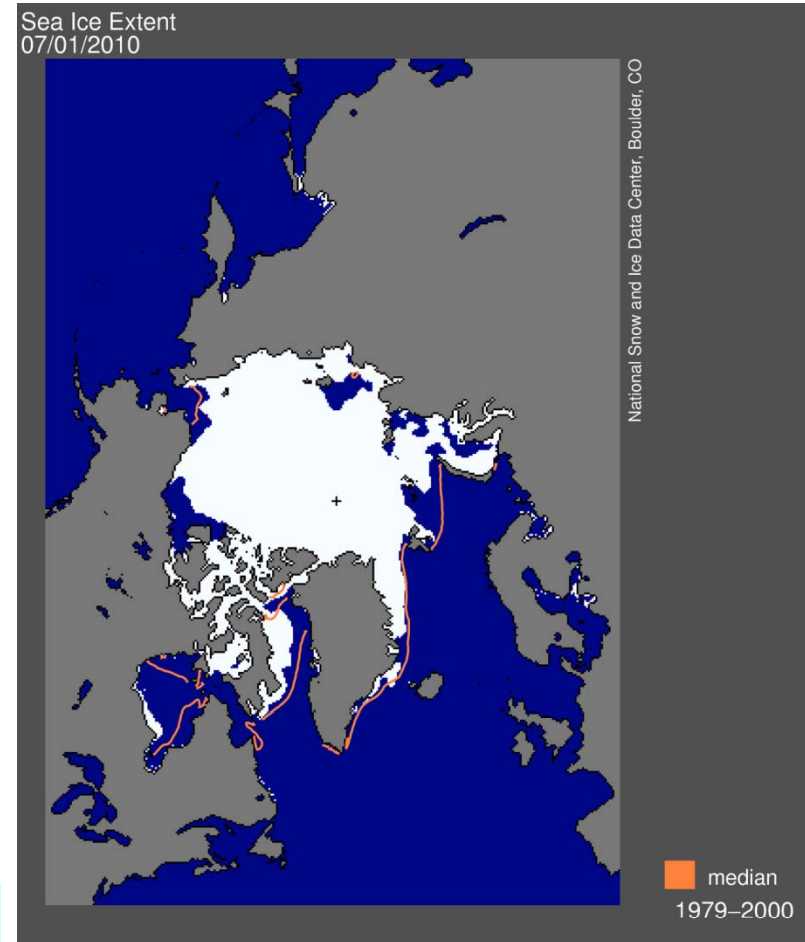 Sea Ice Extent
07/01/2010
National Snow and Ice Data Center, Boulder, CO
median
1979–2000